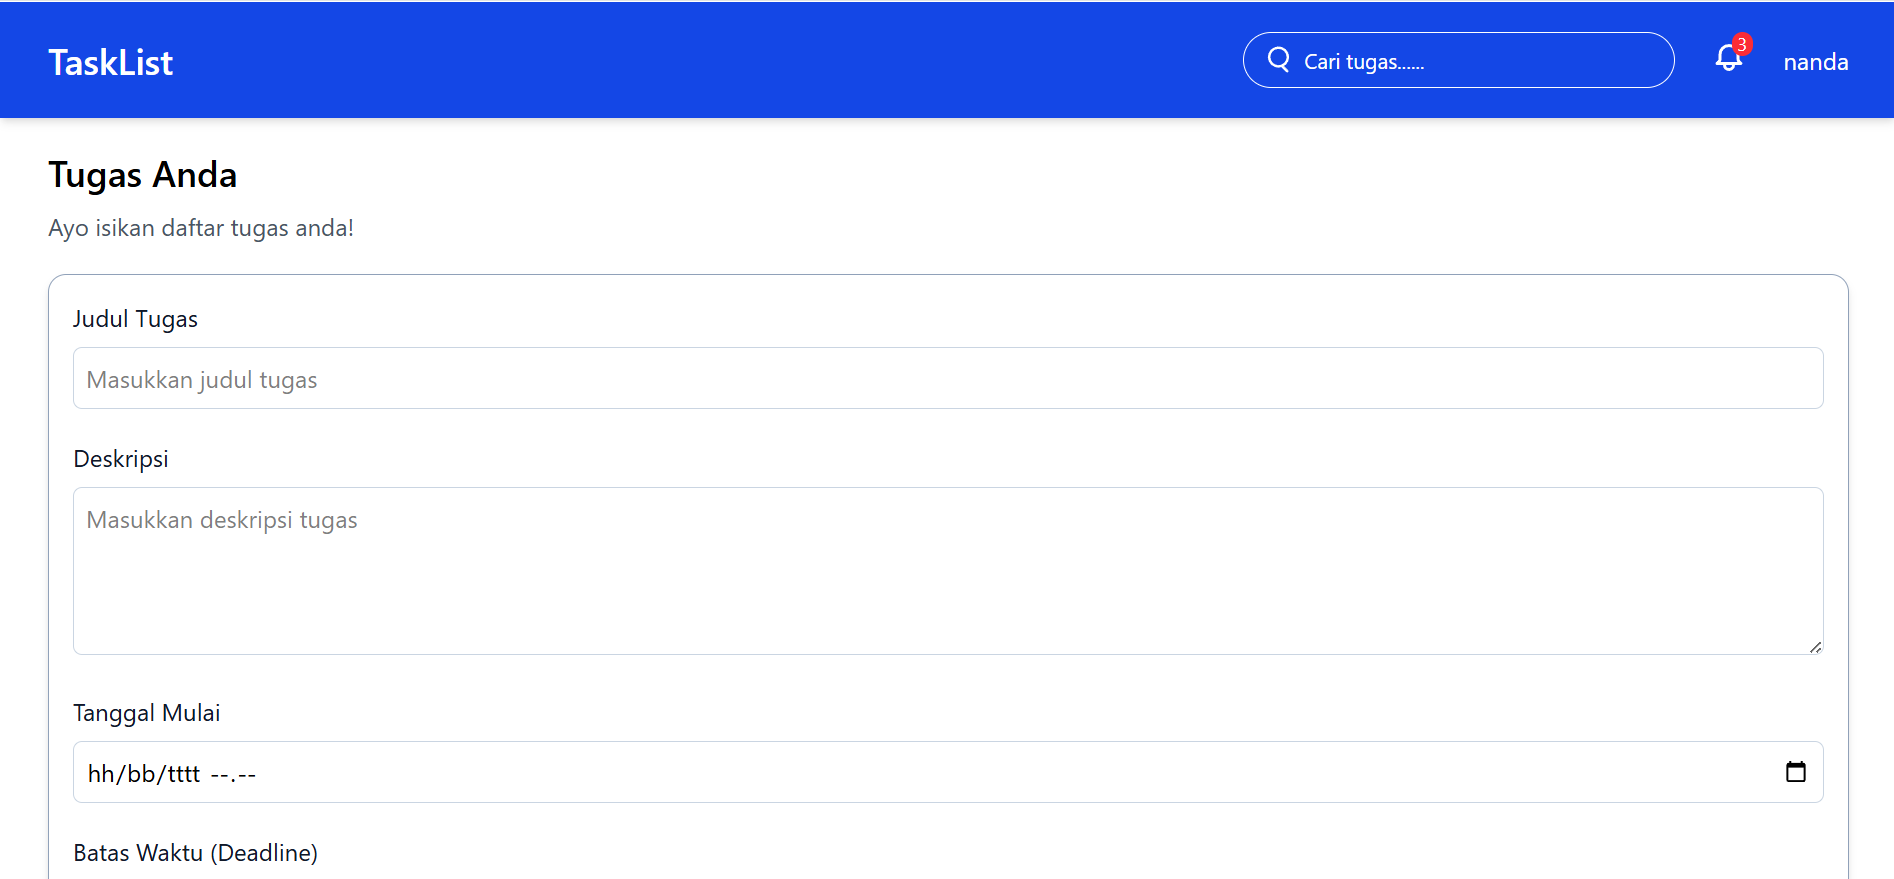 TaskList
Cari tugas......
3
nanda
Tugas Anda
Ayo isikan daftar tugas anda!
Judul Tugas
Masukkan judul tugas
Deskripsi
Masukkan deskripsi tugas
Tanggal Mulai
hh/bb/tttt --.--
Batas Waktu (Deadline)